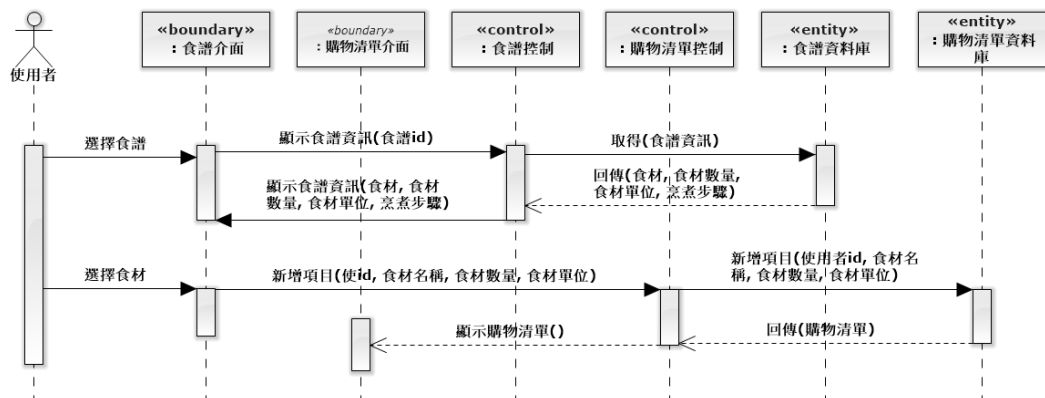 使用者
«boundary»
: 食譜介面
«boundary»
: 購物清單介面
«control»
: 食譜控制
«control»
: 購物清單控制
«entity»
: 食譜資料庫
«entity»
: 購物清單資料
庫
選擇食譜
顯示食譜資訊(食譜id)
取得(食譜資訊)
回傳(食材, 食材數量,
食材單位, 烹煮步驟)
顯示食譜資訊(食材, 食材
數量, 食材單位, 烹煮步驟)
選擇食材
新增項目(使id, 食材名稱, 食材數量, 食材單位)
新增項目(使用者id, 食材名
稱, 食材數量, 食材單位)
回傳(購物清單)
顯示購物清單()